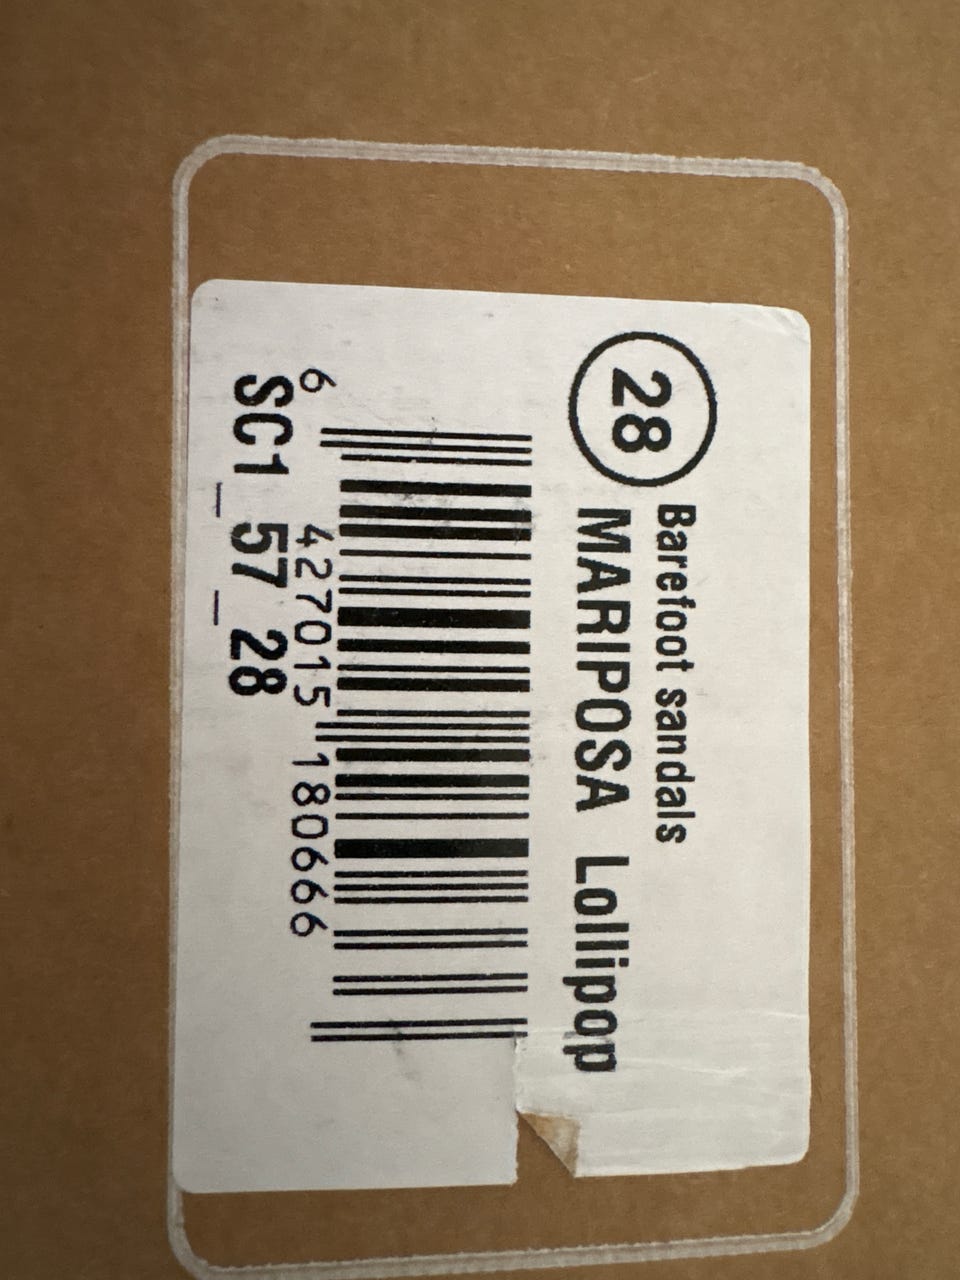 28 Barefoot sandals
MARIPOSA Lollipop
6 427015 180666
SC1_57_28